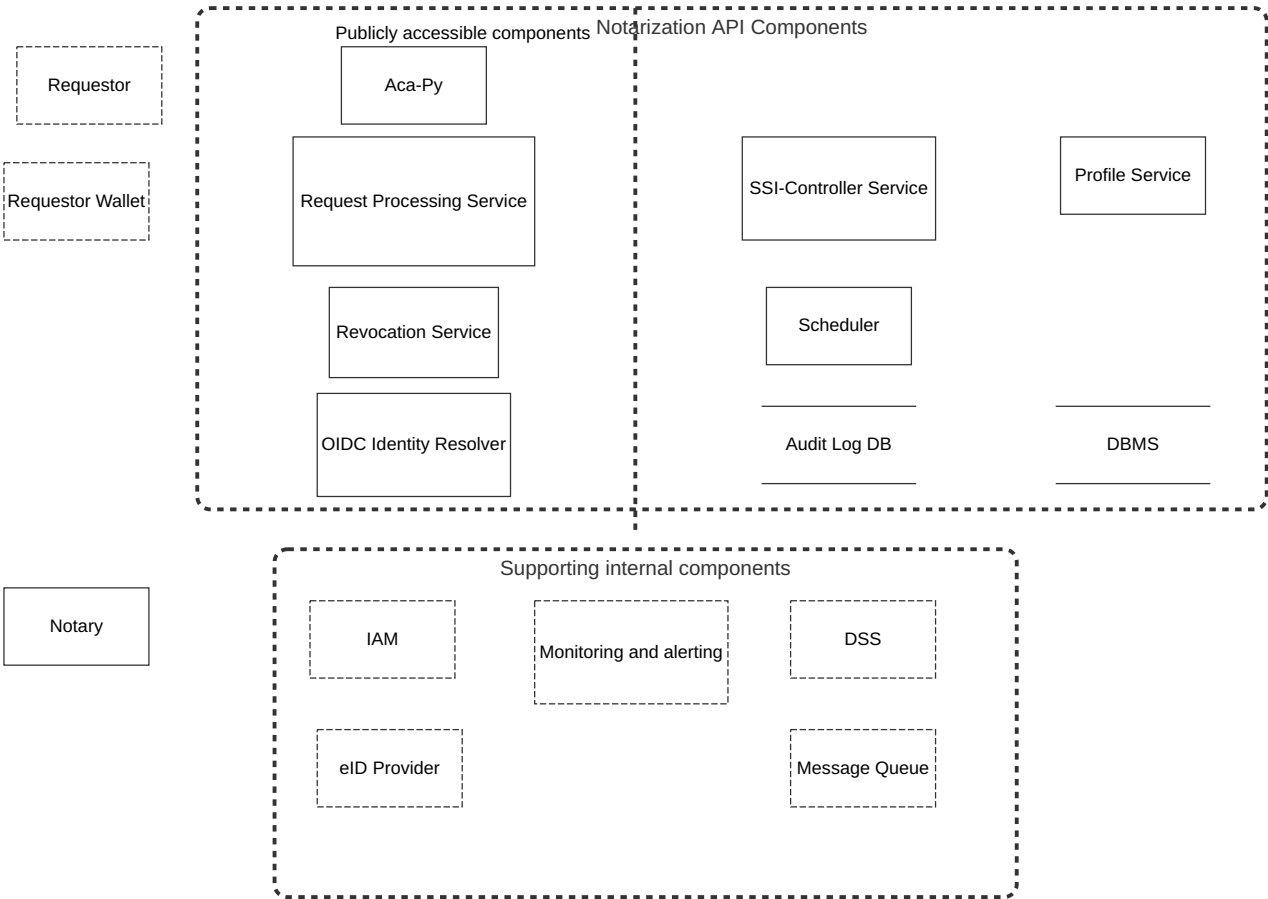 Notarization API Components
Publicly accessible components
Requestor
Aca-Py
Requestor Wallet
Request Processing Service
SSI-Controller Service
Profile Service
Revocation Service
Scheduler
OIDC Identity Resolver
Audit Log DB
DBMS
Supporting internal components
Notary
IAM
Monitoring and alerting
DSS
eID Provider
Message Queue